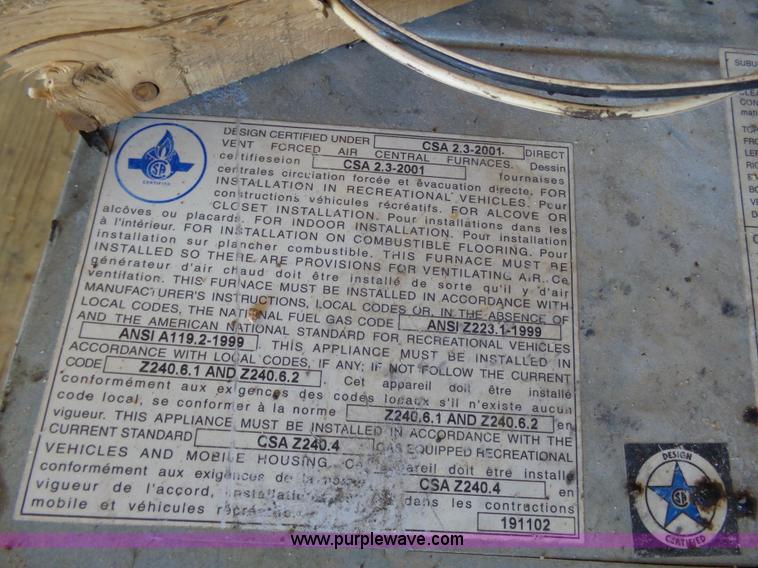 DESIGN CERTIFIED UNDER CSA 2.3-2001 DIRECT
VENT FORCED AIR CENTRAL FURNACES. Dessin
certifieseion CSA 2.3-2001 fournaises
centrales circulation forcée et évacuation directe, FOR
INSTALLATION IN RECREATIONAL VEHICLES. Pour
constructions véhicules récréatifs. FOR ALCOVE OR
CLOSET INSTALLATION. Pour installations dans les
alcôves ou placards. FOR INDOOR INSTALLATION. Pour installation
à l'intérieur. FOR INSTALLATION ON COMBUSTIBLE FLOORING. Pour
installation sur plancher combustible. THIS FURNACE MUST BE
INSTALLED SO THERE ARE PROVISIONS FOR VENTILATING AIR. Ce
générateur d'air chaud doit être installé de sorte qu'il y d'air
ventilation. THIS FURNACE MUST BE INSTALLED IN ACCORDANCE WITH
MANUFACTURER'S INSTRUCTIONS, LOCAL CODES OR, IN THE ABSENCE OF
LOCAL CODES, THE NATIONAL FUEL GAS CODE ANSI Z223.1-1999
AND THE AMERICAN NATIONAL STANDARD FOR RECREATIONAL VEHICLES
ANSI A119.2-1999 . THIS APPLIANCE MUST BE INSTALLED IN
ACCORDANCE WITH LOCAL CODES, IF ANY; IF NOT FOLLOW THE CURRENT
CODE Z240.6.1 AND Z240.6.2 Cet appareil doit être installé
conformément aux exigences des codes locaux s'il n'existe aucun
code local, se conformer à la norme Z240.6.1 AND Z240.6.2 en
vigueur. THIS APPLIANCE MUST BE INSTALLED IN ACCORDANCE WITH THE
CURRENT STANDARD CSA Z240.4 GAS EQUIPPED RECREATIONAL
VEHICLES AND MOBILE HOUSING. appareil doit être installé
conformément aux exigences de la CSA Z240.4 en
vigueur de l'accord, installation dans les contructions
mobile et véhicules 191102
SA
CERTIFIED
DESIGN
SA
CERTIFIED
SUBU
CON
TOP
FRO
www.purplewave.com